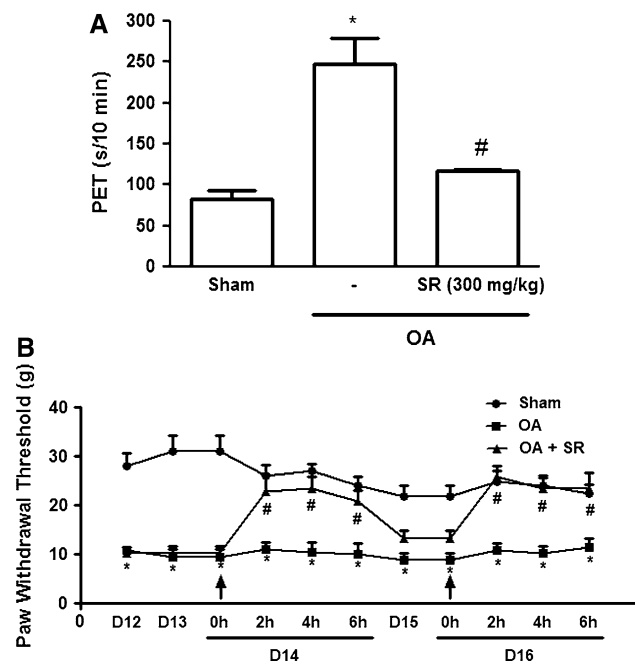 A
PET (s/10 min)
300
250
200
150
100
50
0
*
#
Sham
-
SR (300 mg/kg)
OA
B
Paw Withdrawal Threshold (g)
40
30
20
10
0
Sham
OA
OA + SR
# # # # # #
* * * * * * * * * * *
0 D12 D13 0h 2h 4h 6h D15 0h 2h 4h 6h
D14 D16